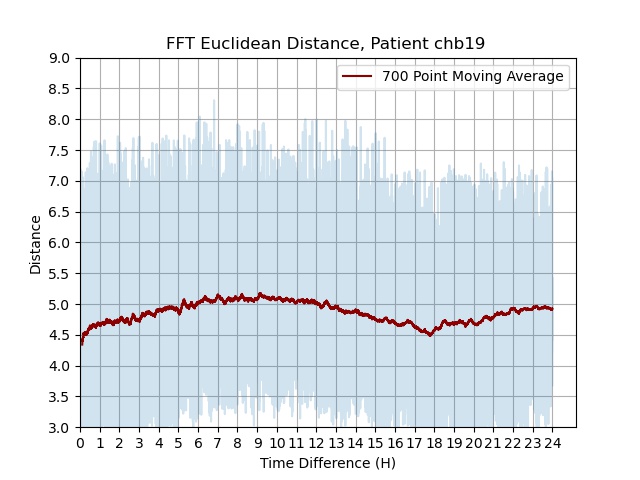 FFT Euclidean Distance, Patient chb19
700 Point Moving Average
Distance
9.0
8.5
8.0
7.5
7.0
6.5
6.0
5.5
5.0
4.5
4.0
3.5
3.0
0 1 2 3 4 5 6 7 8 9 10 11 12 13 14 15 16 17 18 19 20 21 22 23 24
Time Difference (H)